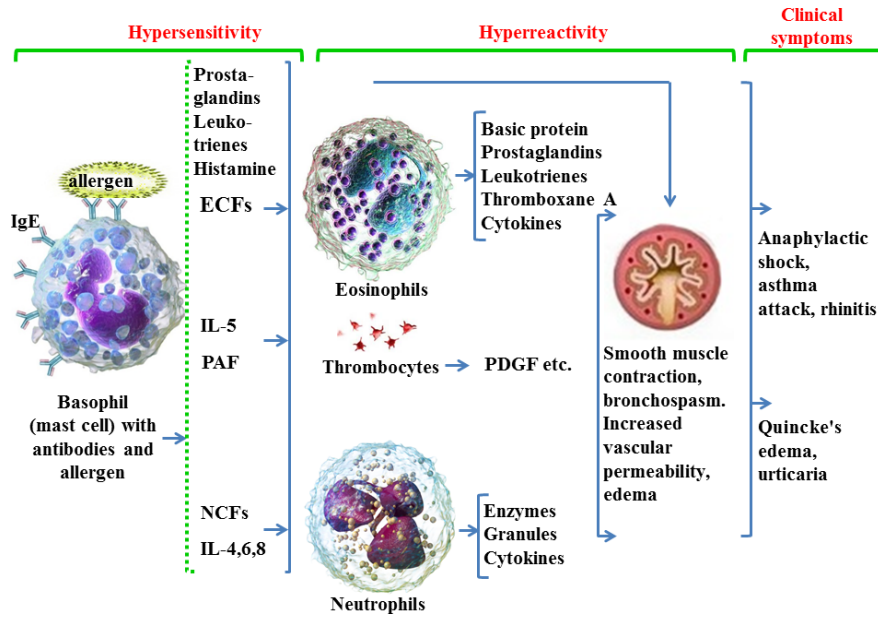 Hypersensitivity
Hyperreactivity
Clinical
symptoms
Prosta-
glandins
Leuko-
trienes
Histamine
ECFs
allergen
IgE
IL-5
PAF
Basophil
(mast cell) with
antibodies and
allergen
NCFs
IL-4,6,8
Eosinophils
Basic protein
Prostaglandins
Leukotrienes
Thromboxane A
Cytokines
Thrombocytes
PDGF etc.
Neutrophils
Enzymes
Granules
Cytokines
Smooth muscle
contraction,
bronchospasm.
Increased
vascular
permeability,
edema
Anaphylactic
shock,
asthma
attack, rhinitis
Quincke's
edema,
urticaria